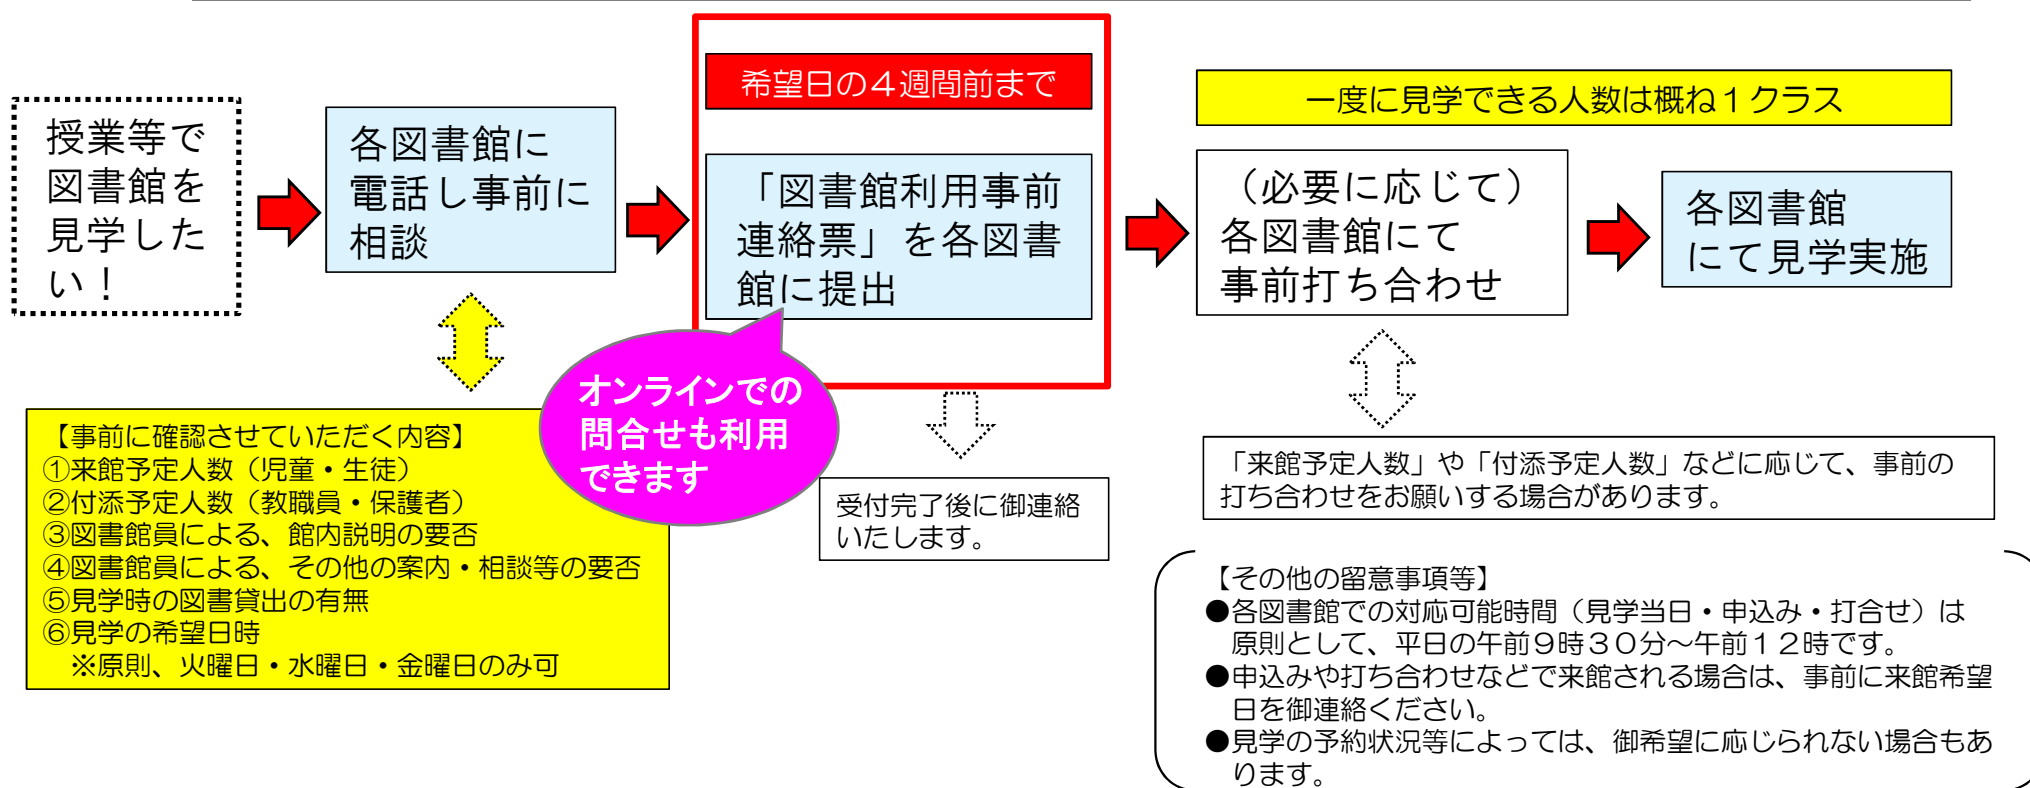 授業等で
図書館を
見学した
い！
各図書館に
電話し事前に
相談
希望日の４週間前まで
「図書館利用事前
連絡票」を各図書
館に提出
一度に見学できる人数は概ね１クラス
（必要に応じて）
各図書館にて
事前打ち合わせ
各図書館
にて見学実施
【事前に確認させていただく内容】
①来館予定人数（児童・生徒）
②付添予定人数（教職員・保護者）
③図書館員による、館内説明の要否
④図書館員による、その他の案内・相談等の要否
⑤見学時の図書貸出の有無
⑥見学の希望日時
※原則、火曜日・水曜日・金曜日のみ可
オンラインでの
問合せも利用
できます
受付完了後に御連絡
いたします。
「来館予定人数」や「付添予定人数」などに応じて、事前の
打ち合わせをお願いする場合があります。
【その他の留意事項等】
●各図書館での対応可能時間（見学当日・申込み・打合せ）は
原則として、平日の午前９時３０分～午前１２時です。
●申込みや打ち合わせなどで来館される場合は、事前に来館希望
日を御連絡ください。
●見学の予約状況等によっては、御希望に応じられない場合もあ
ります。